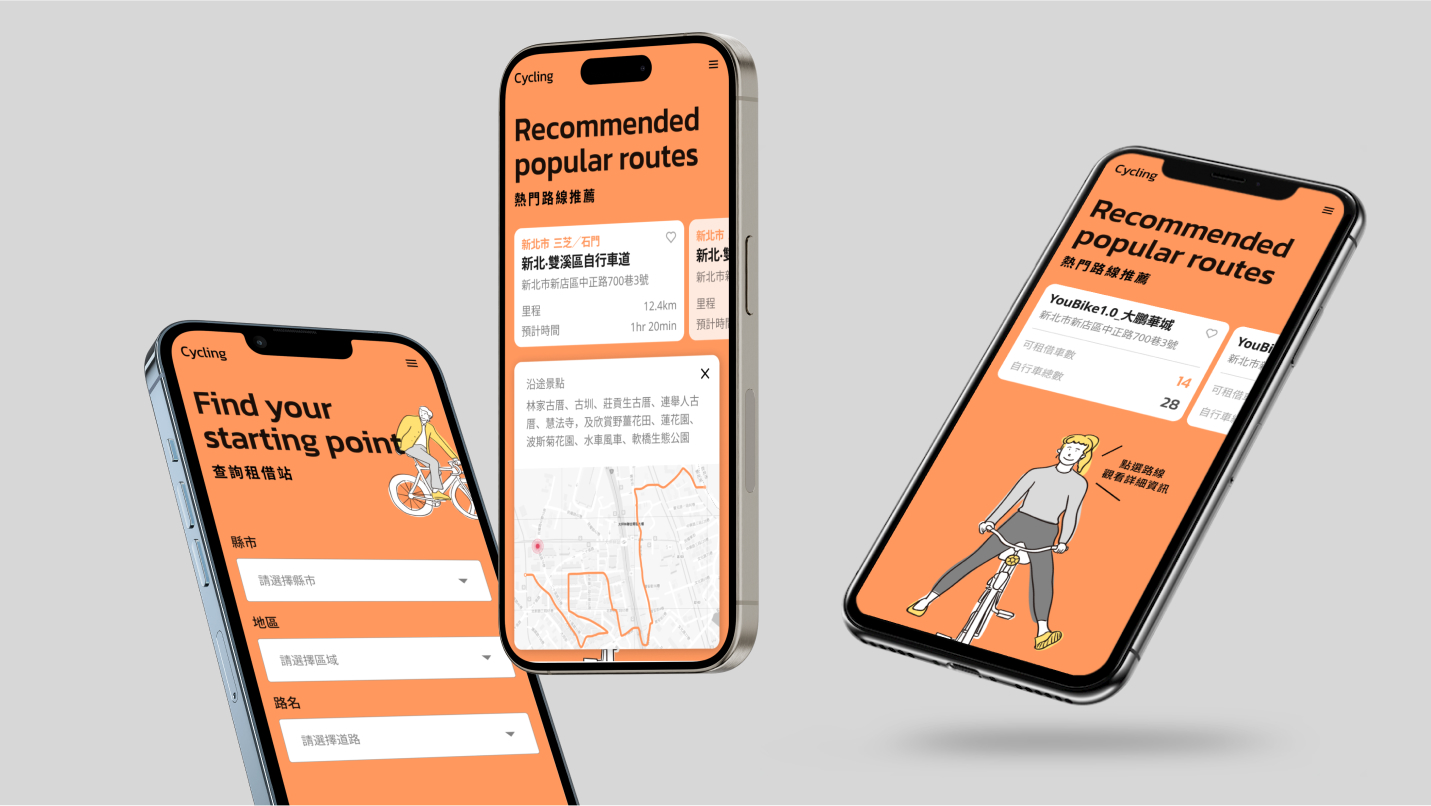 Cycling
Find your
starting point
查詢租借站
縣市
請選擇縣市
地區
請選擇區域
路名
請選擇道路
Cycling
Recommended
popular routes
熱門路線推薦
新北市 三芝／石門
新北·雙溪區自行車道
新北市新店區中正路700巷3號
里程 12.4km
預計時間 1hr 20min
新北市
新北·
新北市
里程
預計時
X
沿途景點
林家古厝、古圳、莊貢生古厝、連舉人古
厝、慧法寺，及欣賞野薑花田、蓮花園、
波斯菊花園、水車風車、軟橋生態公園
Cycling
Recommended
popular routes
熱門路線推薦
YouBike1.0_大鵬華城
新北市新店區中正路700巷3號
可租借車數 14
自行車總數 28
YouBi
新北市
可租借
自行車
點選路線
觀看詳細資訊